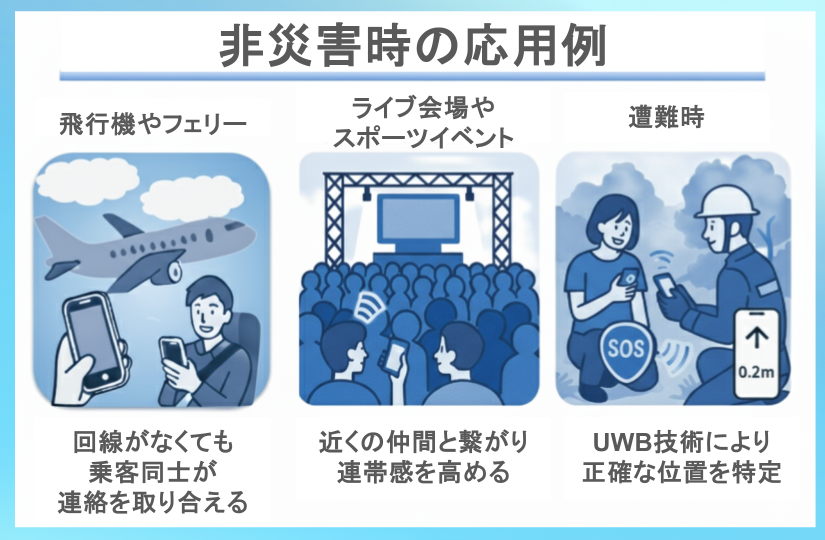 非災害時の応用例
飛行機やフェリー
ライブ会場や
スポーツイベント
遭難時
SOS
0.2m
回線がなくても
乗客同士が
連絡を取り合える
近くの仲間と繋がり
連帯感を高める
UWB技術により
正確な位置を特定